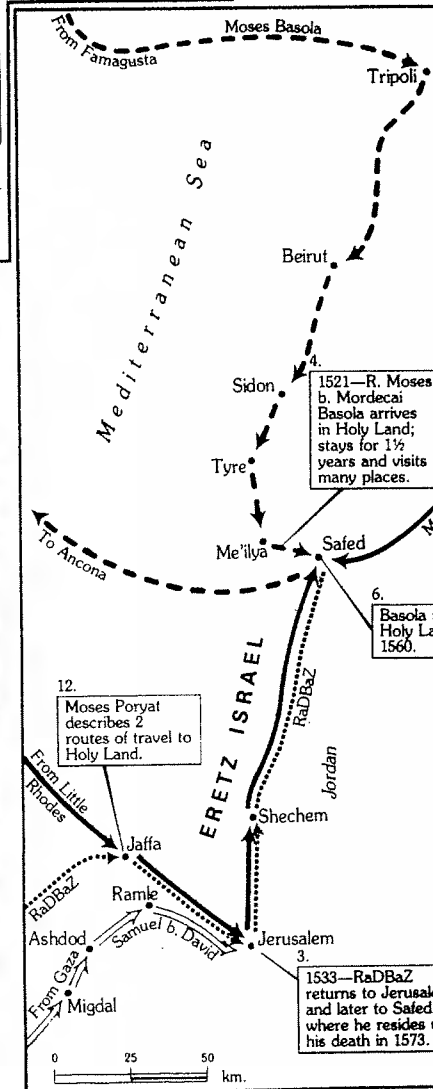 Moses Basola
From Famagusta
Tripoli
Mediterranean Sea
Beirut
Sidon
4.
1521—R. Moses
b. Mordecai
Basola arrives
in Holy Land;
stays for 1½
years and visits
many places.
Tyre
Me'ilya
Safed
To Ancona
6.
Basola
Holy La
1560.
ERETZ ISRAEL
RaDBaZ
Jordan
12.
Moses Poryat
describes 2
routes of travel to
Holy Land.
From Little
Rhodes
Shechem
Jaffa
RaDBaZ
Ramle
Samuel b. David
Ashdod
Jerusalem
From Gaza
Migdal
3.
1533—RaDBaZ
returns to Jerusale
and later to Safed
where he resides
his death in 1573.
0 25 50
km.